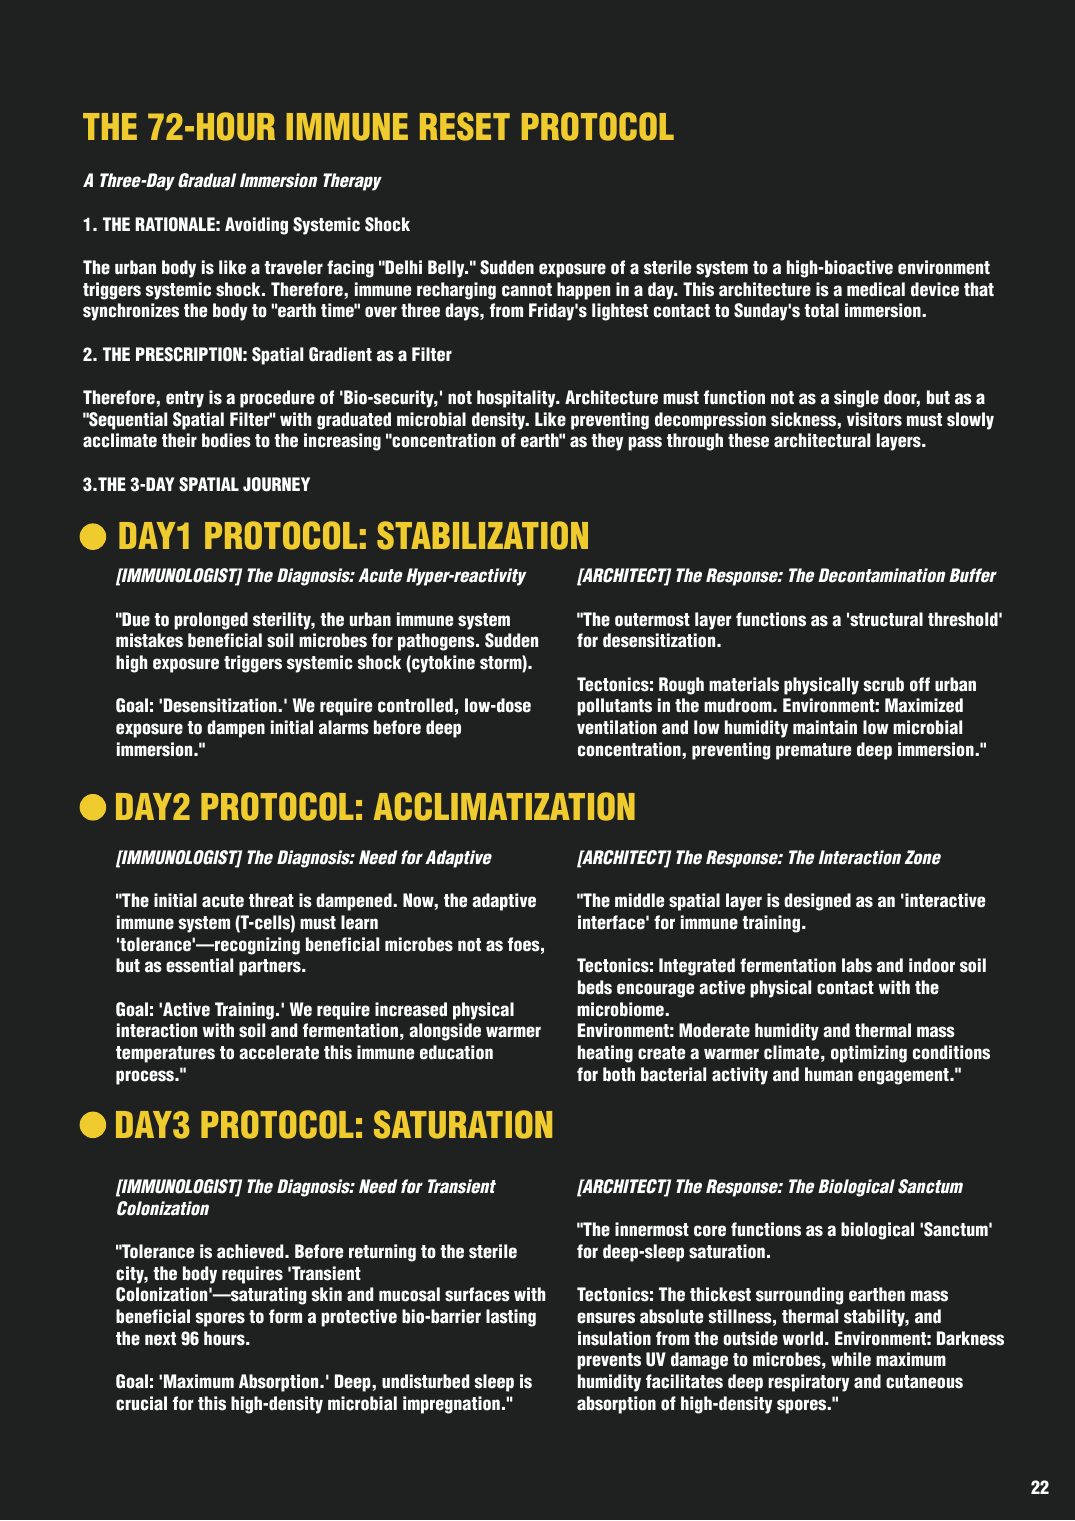 THE 72-HOUR IMMUNE RESET PROTOCOL
A Three-Day Gradual Immersion Therapy
1. THE RATIONALE: Avoiding Systemic Shock
The urban body is like a traveler facing "Delhi Belly." Sudden exposure of a sterile system to a high-bioactive environment
triggers systemic shock. Therefore, immune recharging cannot happen in a day. This architecture is a medical device that
synchronizes the body to "earth time" over three days, from Friday's lightest contact to Sunday's total immersion.
2. THE PRESCRIPTION: Spatial Gradient as a Filter
Therefore, entry is a procedure of 'Bio-security,' not hospitality. Architecture must function not as a single door, but as a
"Sequential Spatial Filter" with graduated microbial density. Like preventing decompression sickness, visitors must slowly
acclimate their bodies to the increasing "concentration of earth" as they pass through these architectural layers.
3.THE 3-DAY SPATIAL JOURNEY
DAY1 PROTOCOL: STABILIZATION
[IMMUNOLOGIST] The Diagnosis: Acute Hyper-reactivity
"Due to prolonged sterility, the urban immune system
mistakes beneficial soil microbes for pathogens. Sudden
high exposure triggers systemic shock (cytokine storm).
Goal: 'Desensitization.' We require controlled, low-dose
exposure to dampen initial alarms before deep
immersion."
[ARCHITECT] The Response: The Decontamination Buffer
"The outermost layer functions as a 'structural threshold'
for desensitization.
Tectonics: Rough materials physically scrub off urban
pollutants in the mudroom. Environment: Maximized
ventilation and low humidity maintain low microbial
concentration, preventing premature deep immersion."
DAY2 PROTOCOL: ACCLIMATIZATION
[IMMUNOLOGIST] The Diagnosis: Need for Adaptive
"The initial acute threat is dampened. Now, the adaptive
immune system (T-cells) must learn
'tolerance'—recognizing beneficial microbes not as foes,
but as essential partners.
Goal: 'Active Training.' We require increased physical
interaction with soil and fermentation, alongside warmer
temperatures to accelerate this immune education
process."
[ARCHITECT] The Response: The Interaction Zone
"The middle spatial layer is designed as an 'interactive
interface' for immune training.
Tectonics: Integrated fermentation labs and indoor soil
beds encourage active physical contact with the
microbiome.
Environment: Moderate humidity and thermal mass
heating create a warmer climate, optimizing conditions
for both bacterial activity and human engagement."
DAY3 PROTOCOL: SATURATION
[IMMUNOLOGIST] The Diagnosis: Need for Transient
Colonization
"Tolerance is achieved. Before returning to the sterile
city, the body requires 'Transient
Colonization'—saturating skin and mucosal surfaces with
beneficial spores to form a protective bio-barrier lasting
the next 96 hours.
Goal: 'Maximum Absorption.' Deep, undisturbed sleep is
crucial for this high-density microbial impregnation."
[ARCHITECT] The Response: The Biological Sanctum
"The innermost core functions as a biological 'Sanctum'
for deep-sleep saturation.
Tectonics: The thickest surrounding earthen mass
ensures absolute stillness, thermal stability, and
insulation from the outside world. Environment: Darkness
prevents UV damage to microbes, while maximum
humidity facilitates deep respiratory and cutaneous
absorption of high-density spores."
22